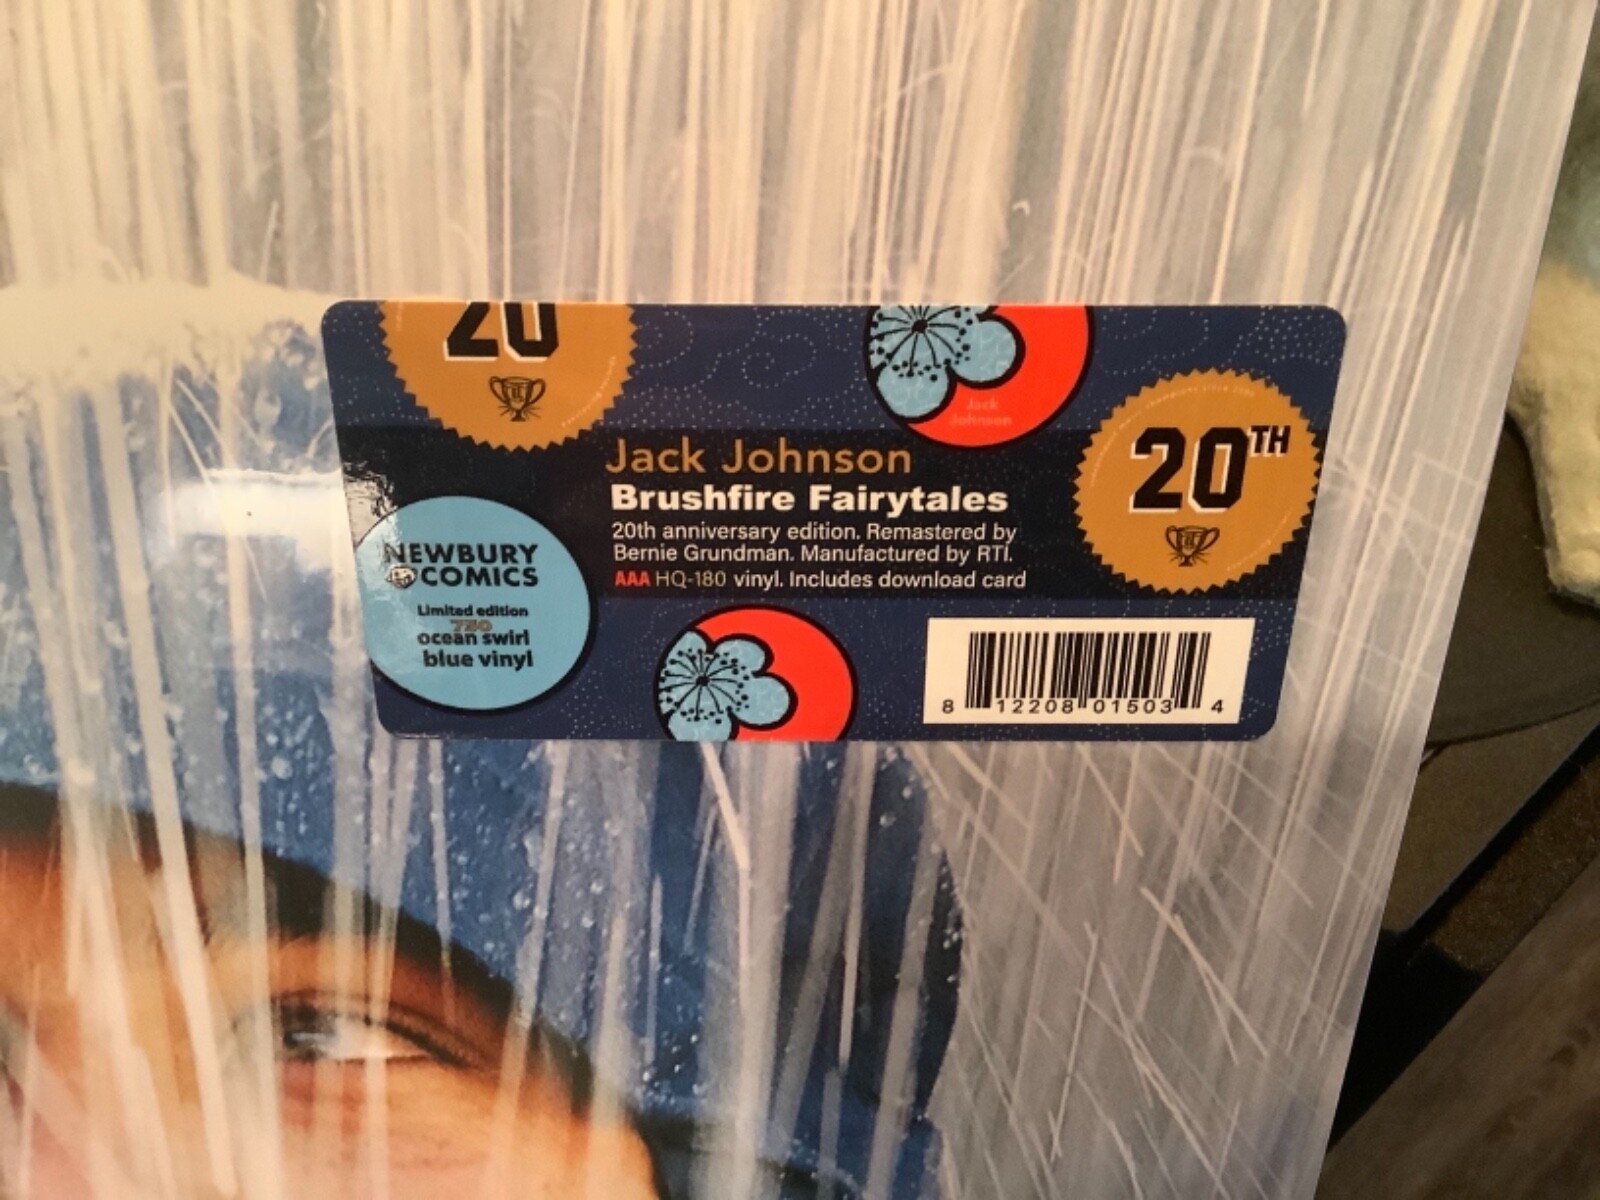 20
Jack
Johnson
20TH
Jack Johnson
Brushfire Fairytales
20th anniversary edition. Remastered by
Bernie Grundman. Manufactured by RTI.
AAA HQ-180 vinyl. Includes download card
NEWBURY
COMICS
Limited edition
750
ocean swirl
blue vinyl
8 12208 01503 4